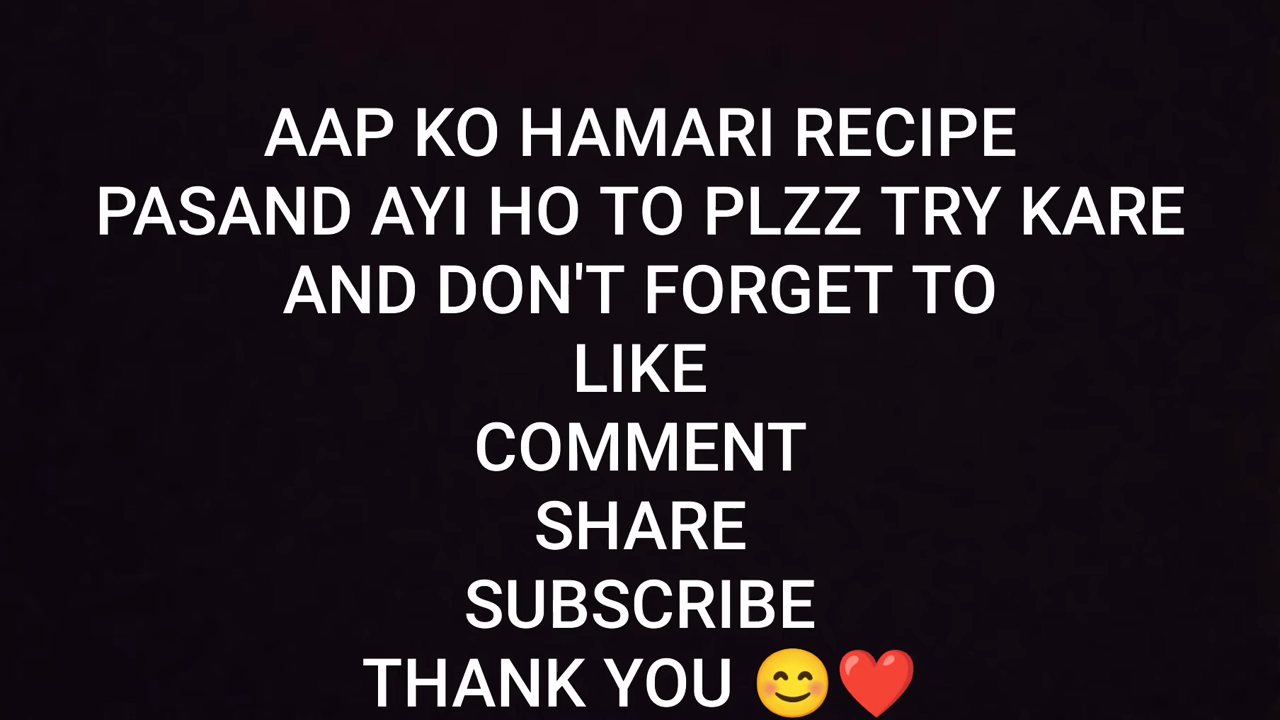 AAP KO HAMARI RECIPE
PASAND AYI HO TO PLZZ TRY KARE
AND DON'T FORGET TO
LIKE
COMMENT
SHARE
SUBSCRIBE
THANK YOU 😊❤️